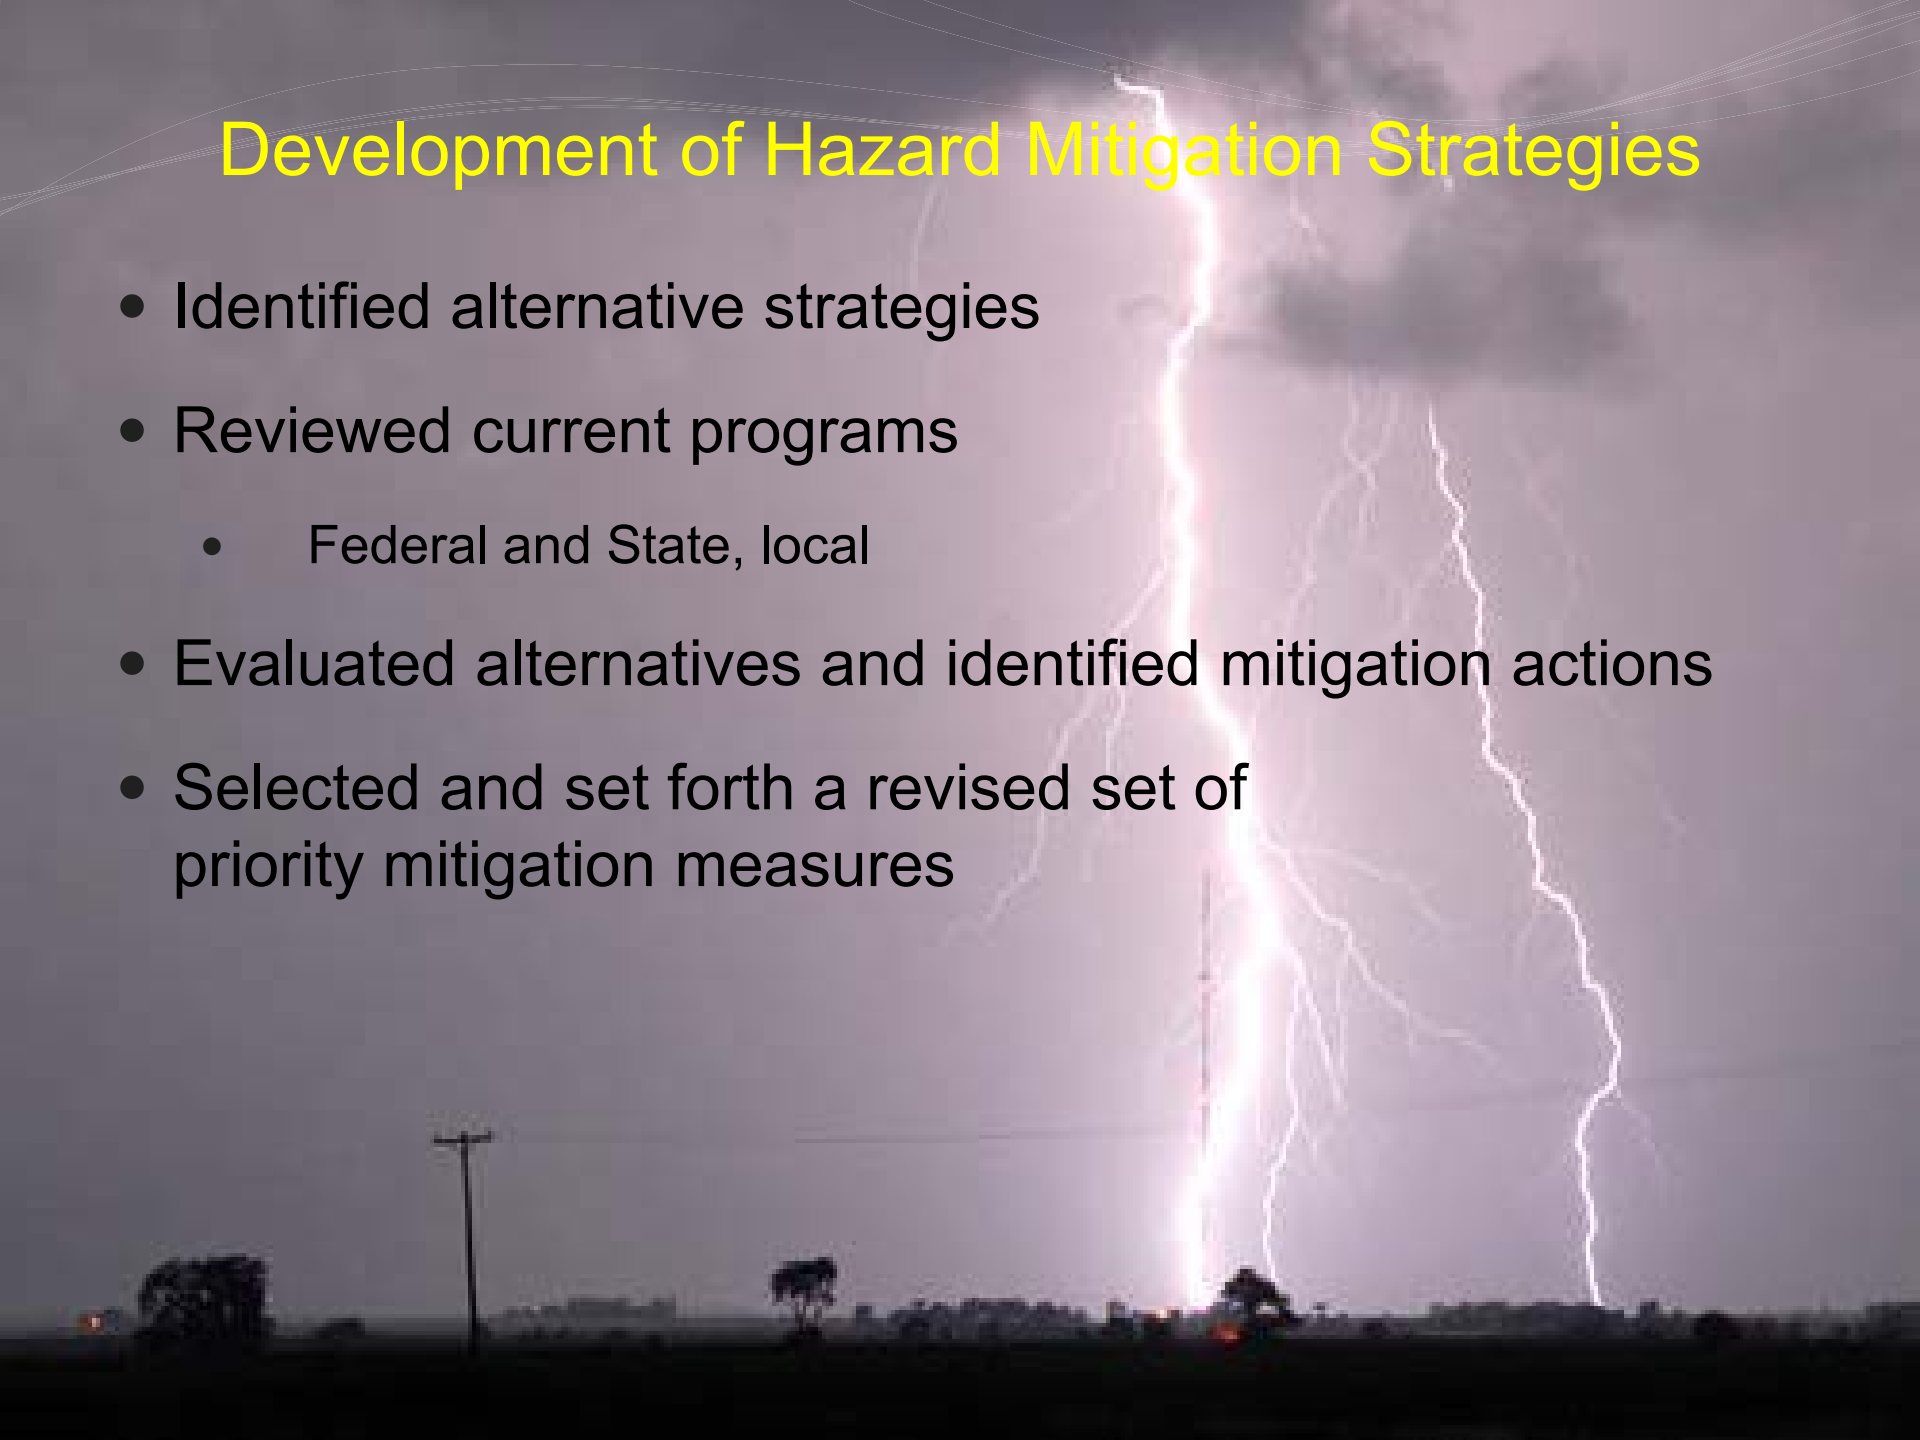 Development of Hazard Mitigation Strategies
• Identified alternative strategies
• Reviewed current programs
• Federal and State, local
• Evaluated alternatives and identified mitigation actions
• Selected and set forth a revised set of
priority mitigation measures